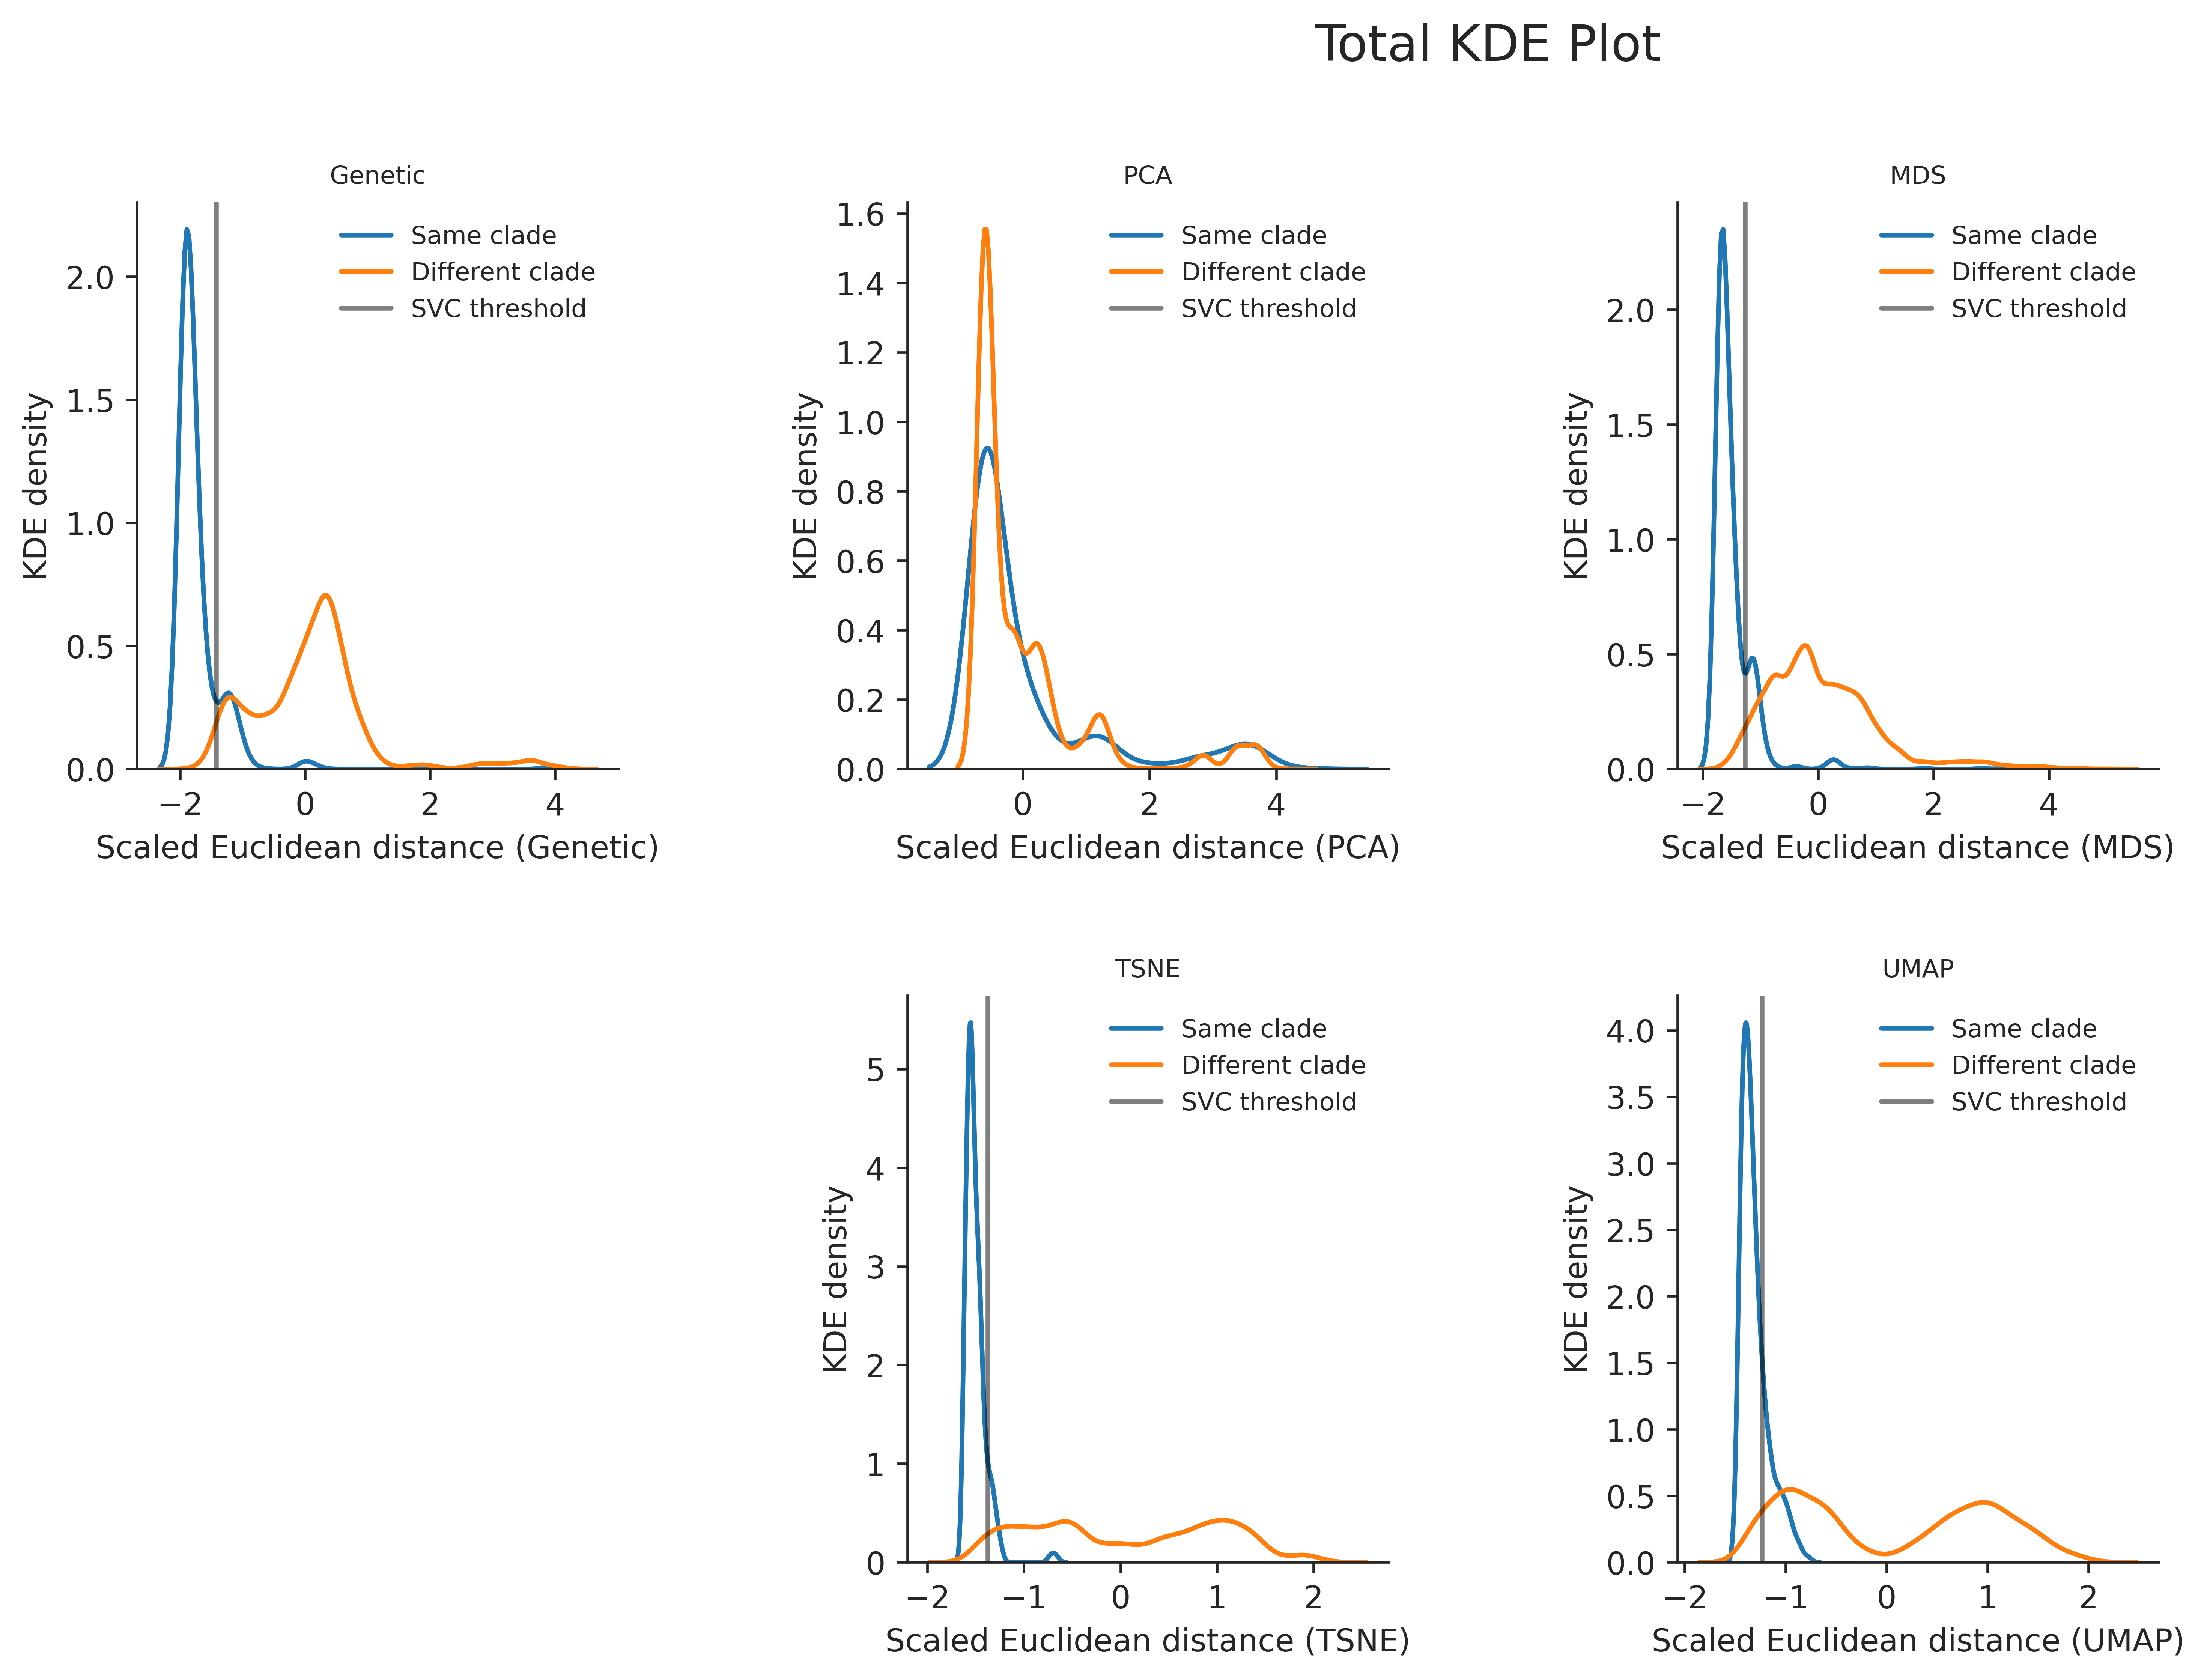 Total KDE Plot
Genetic
Same clade
Different clade
SVC threshold
KDE density
2.0
1.5
1.0
0.5
0.0
−2 0 2 4
Scaled Euclidean distance (Genetic)
PCA
Same clade
Different clade
SVC threshold
KDE density
1.6
1.4
1.2
1.0
0.8
0.6
0.4
0.2
0.0
0 2 4
Scaled Euclidean distance (PCA)
MDS
Same clade
Different clade
SVC threshold
KDE density
2.0
1.5
1.0
0.5
0.0
−2 0 2 4
Scaled Euclidean distance (MDS)
TSNE
Same clade
Different clade
SVC threshold
KDE density
5
4
3
2
1
0
−2 −1 0 1 2
Scaled Euclidean distance (TSNE)
UMAP
Same clade
Different clade
SVC threshold
KDE density
4.0
3.5
3.0
2.5
2.0
1.5
1.0
0.5
0.0
−2 −1 0 1 2
Scaled Euclidean distance (UMAP)